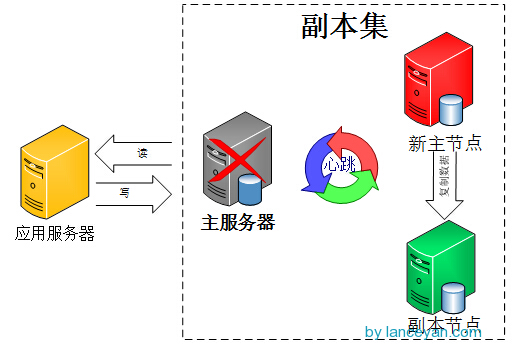 副本集
新主节点
读
心跳
写
复制数据
主服务器
应用服务器
副本节点
by lanceyan.com